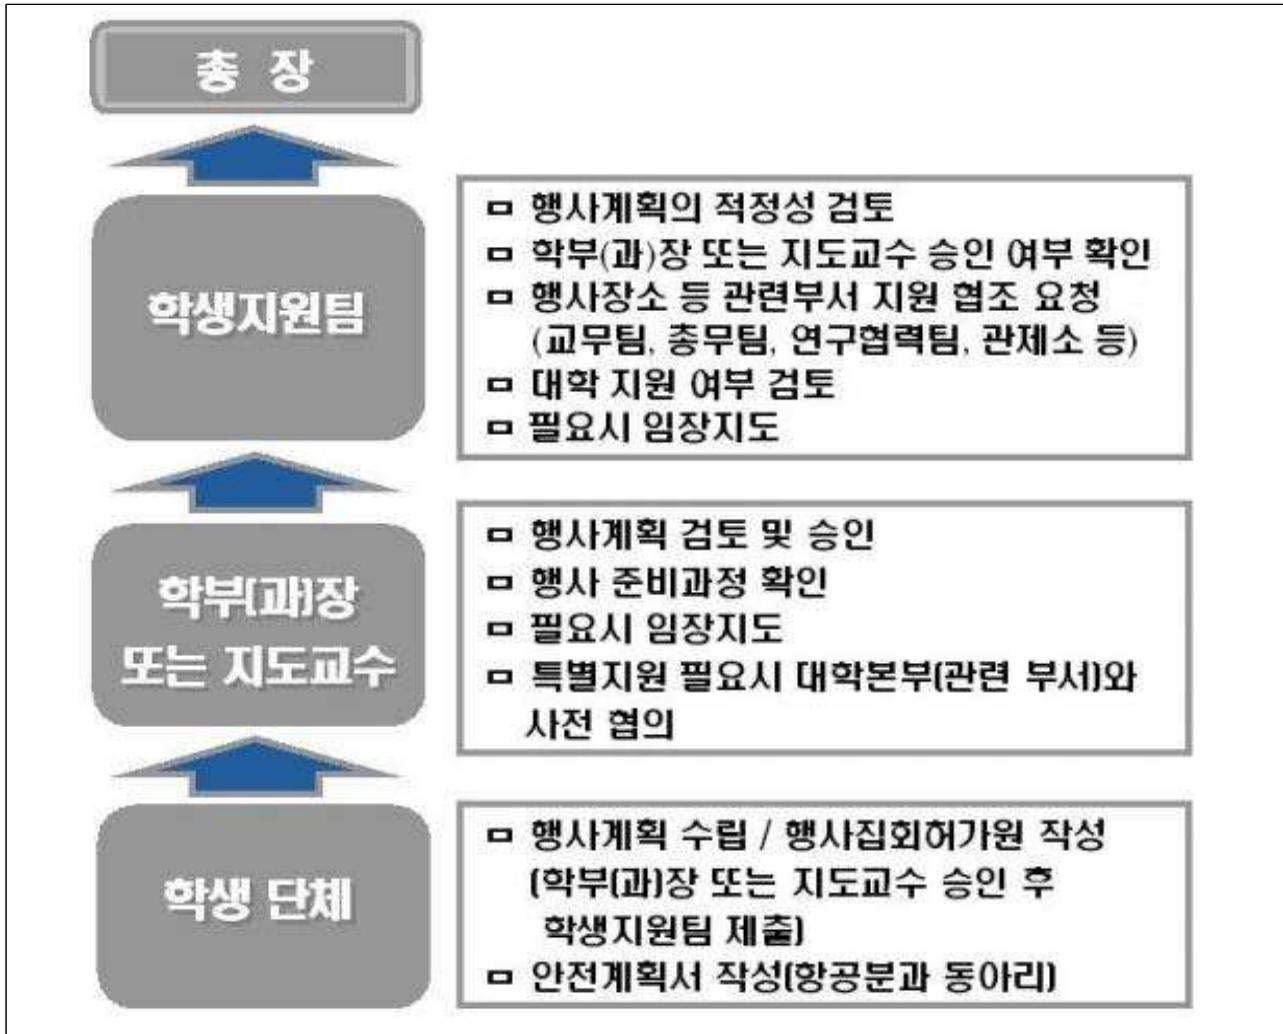 총 장
학생지원팀
ㅁ 행사계획의 적정성 검토
ㅁ 학부(과)장 또는 지도교수 승인 여부 확인
ㅁ 행사장소 등 관련부서 지원 협조 요청
(교무팀, 총무팀, 연구협력팀, 관제소 등)
ㅁ 대학 지원 여부 검토
ㅁ 필요시 임장지도
학부(과)장
또는 지도교수
ㅁ 행사계획 검토 및 승인
ㅁ 행사 준비과정 확인
ㅁ 필요시 임장지도
ㅁ 특별지원 필요시 대학본부(관련 부서)와
사전 협의
학생 단체
ㅁ 행사계획 수립 / 행사집회허가원 작성
(학부(과)장 또는 지도교수 승인 후
학생지원팀 제출)
ㅁ 안전계획서 작성(항공분과 동아리)